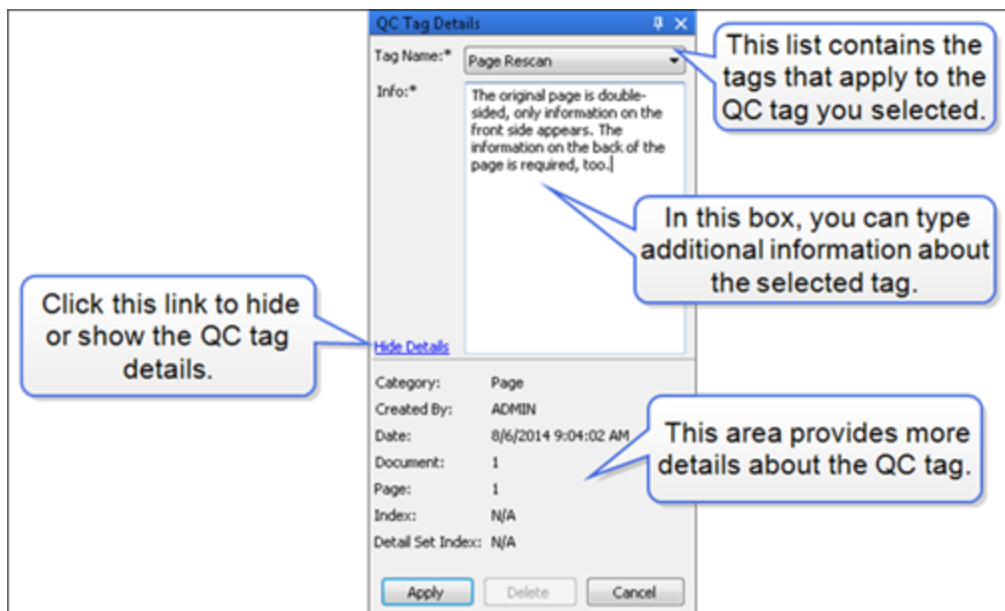 QC Tag Details
Tag Name:* Page Rescan
Info:* The original page is double-
sided, only information on the
front side appears. The
information on the back of the
page is required, too.
Hide Details
Category: Page
Created By: ADMIN
Date: 8/6/2014 9:04:02 AM
Document: 1
Page: 1
Index: N/A
Detail Set Index: N/A
Apply Delete Cancel
This list contains the
tags that apply to the
QC tag you selected.
In this box, you can type
additional information about
the selected tag.
Click this link to hide
or show the QC tag
details.
This area provides more
details about the QC tag.